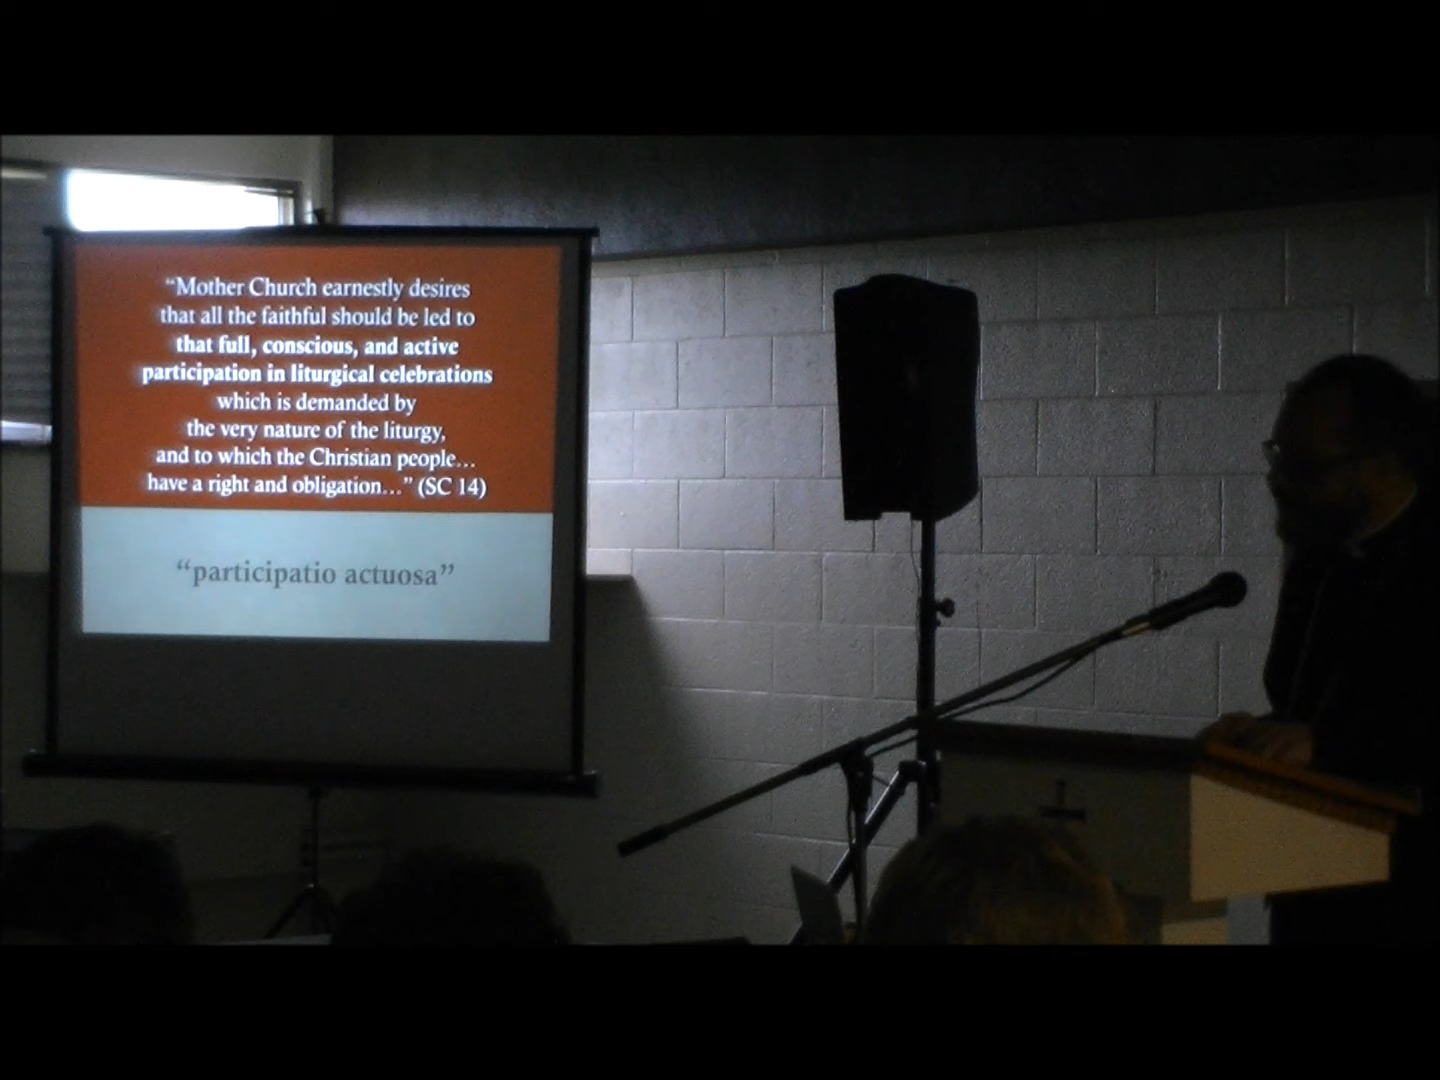 “Mother Church earnestly desires
that all the faithful should be led to
that full, conscious, and active
participation in liturgical celebrations
which is demanded by
the very nature of the liturgy,
and to which the Christian people…
have a right and obligation…” (SC 14)
“participatio actuosa”